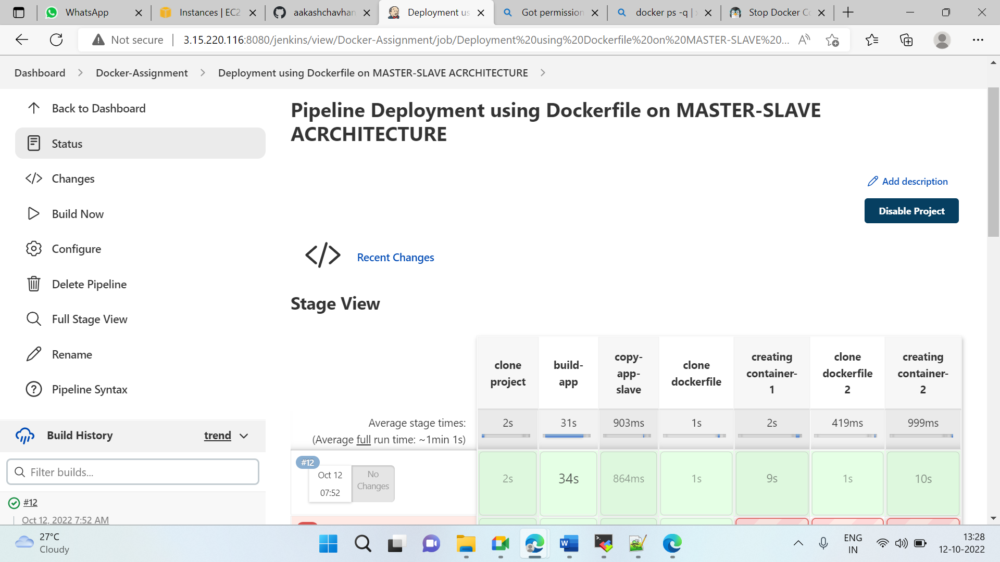 WhatsApp
Instances | EC2
aakashchavhan
Deployment us
Got permission
docker ps -q | x
Stop Docker Co
Not secure
3.15.220.116:8080/jenkins/view/Docker-Assignment/job/Deployment%20using%20Dockerfile%20on%20MASTER-SLAVE%20...
Dashboard
Docker-Assignment
Deployment using Dockerfile on MASTER-SLAVE ACRCHITECTURE
Back to Dashboard
Status
Changes
Build Now
Configure
Delete Pipeline
Full Stage View
Rename
Pipeline Syntax
Build History
trend
Filter builds...
#12
Oct 12, 2022 7:52 AM
Pipeline Deployment using Dockerfile on MASTER-SLAVE
ACRCHITECTURE
Add description
Disable Project
Recent Changes
Stage View
clone
project
build-
app
copy-
app-
slave
clone
dockerfile
creating
container-
1
clone
dockerfile
2
creating
container-
2
Average stage times:
(Average full run time: ~1min 1s)
2s
31s
903ms
1s
2s
419ms
999ms
#12
Oct 12
07:52
No
Changes
2s
34s
864ms
1s
9s
1s
10s
27°C
Cloudy
ENG
IN
13:28
12-10-2022